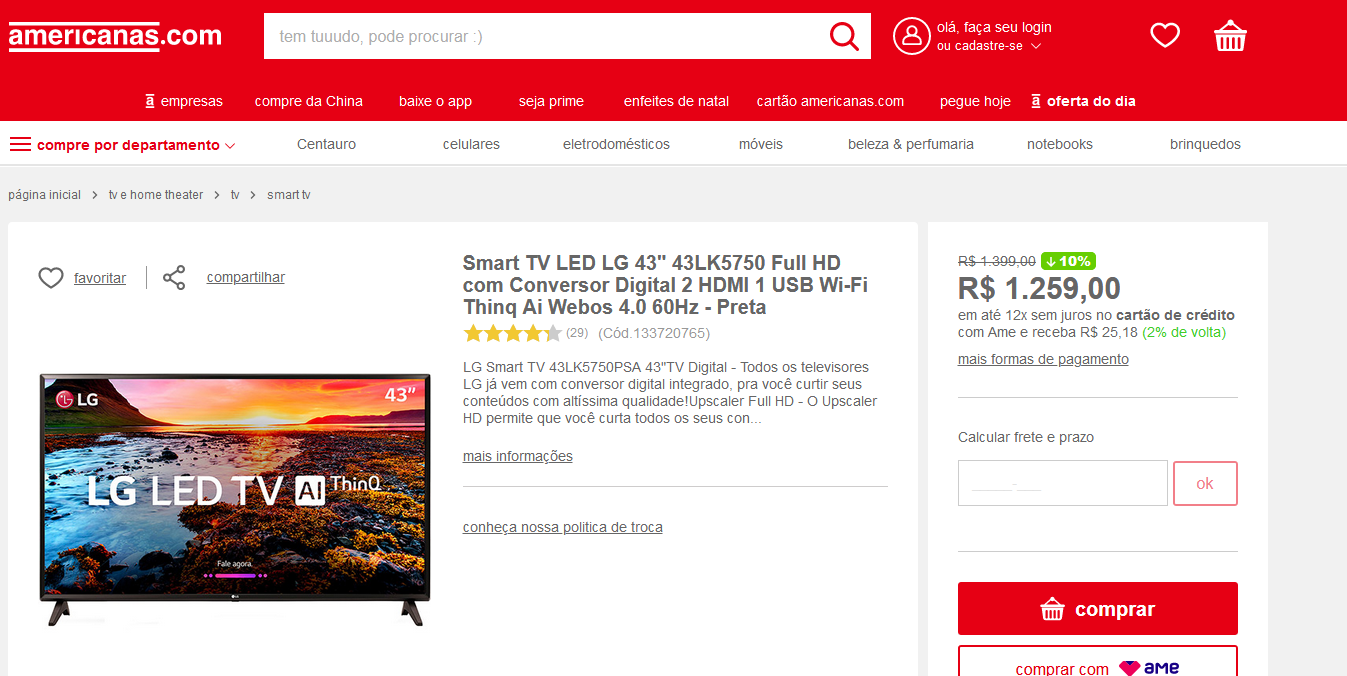 americanas.com
tem tuuudo, pode procurar :)
olá, faça seu login
ou cadastre-se
a empresas
compre da China
baixe o app
seja prime
enfeites de natal
cartão americanas.com
pegue hoje
a oferta do dia
compre por departamento
Centauro
celulares
eletrodomésticos
móveis
beleza & perfumaria
notebooks
brinquedos
página inicial > tv e home theater > tv > smart tv
favoritar
compartilhar
LG
43”
LG LED TV AI ThinQ
Fale agora
LG
Smart TV LED LG 43" 43LK5750 Full HD
com Conversor Digital 2 HDMI 1 USB Wi-Fi
Thinq Ai Webos 4.0 60Hz - Preta
(29) (Cód.133720765)
LG Smart TV 43LK5750PSA 43"TV Digital - Todos os televisores
LG já vem com conversor digital integrado, pra você curtir seus
conteúdos com altíssima qualidade!Upscaler Full HD - O Upscaler
HD permite que você curta todos os seus con...
mais informações
conheça nossa politica de troca
R$ 1.399,00 10%
R$ 1.259,00
em até 12x sem juros no cartão de crédito
com Ame e receba R$ 25,18 (2% de volta)
mais formas de pagamento
Calcular frete e prazo
_____-___
ok
comprar
comprar com ame